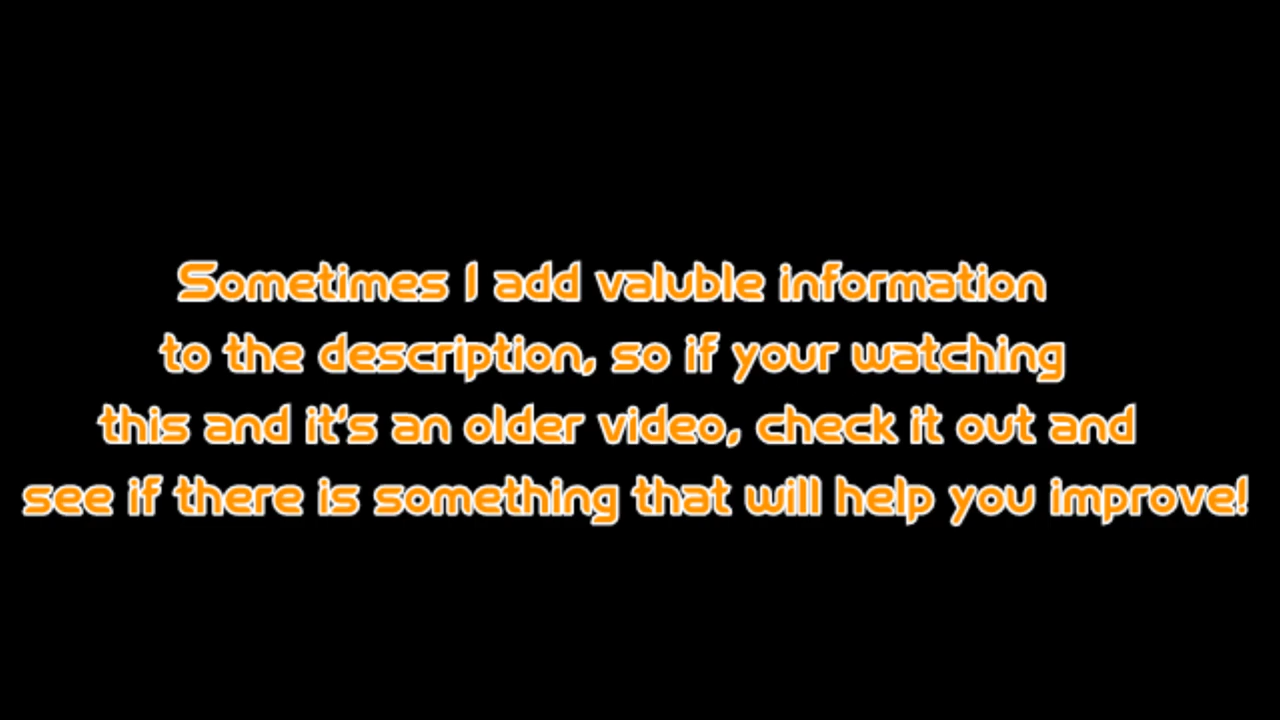 Sometimes I add valuble information
to the description, so if your watching
this and it's an older video, check it out and
see if there is something that will help you improve!